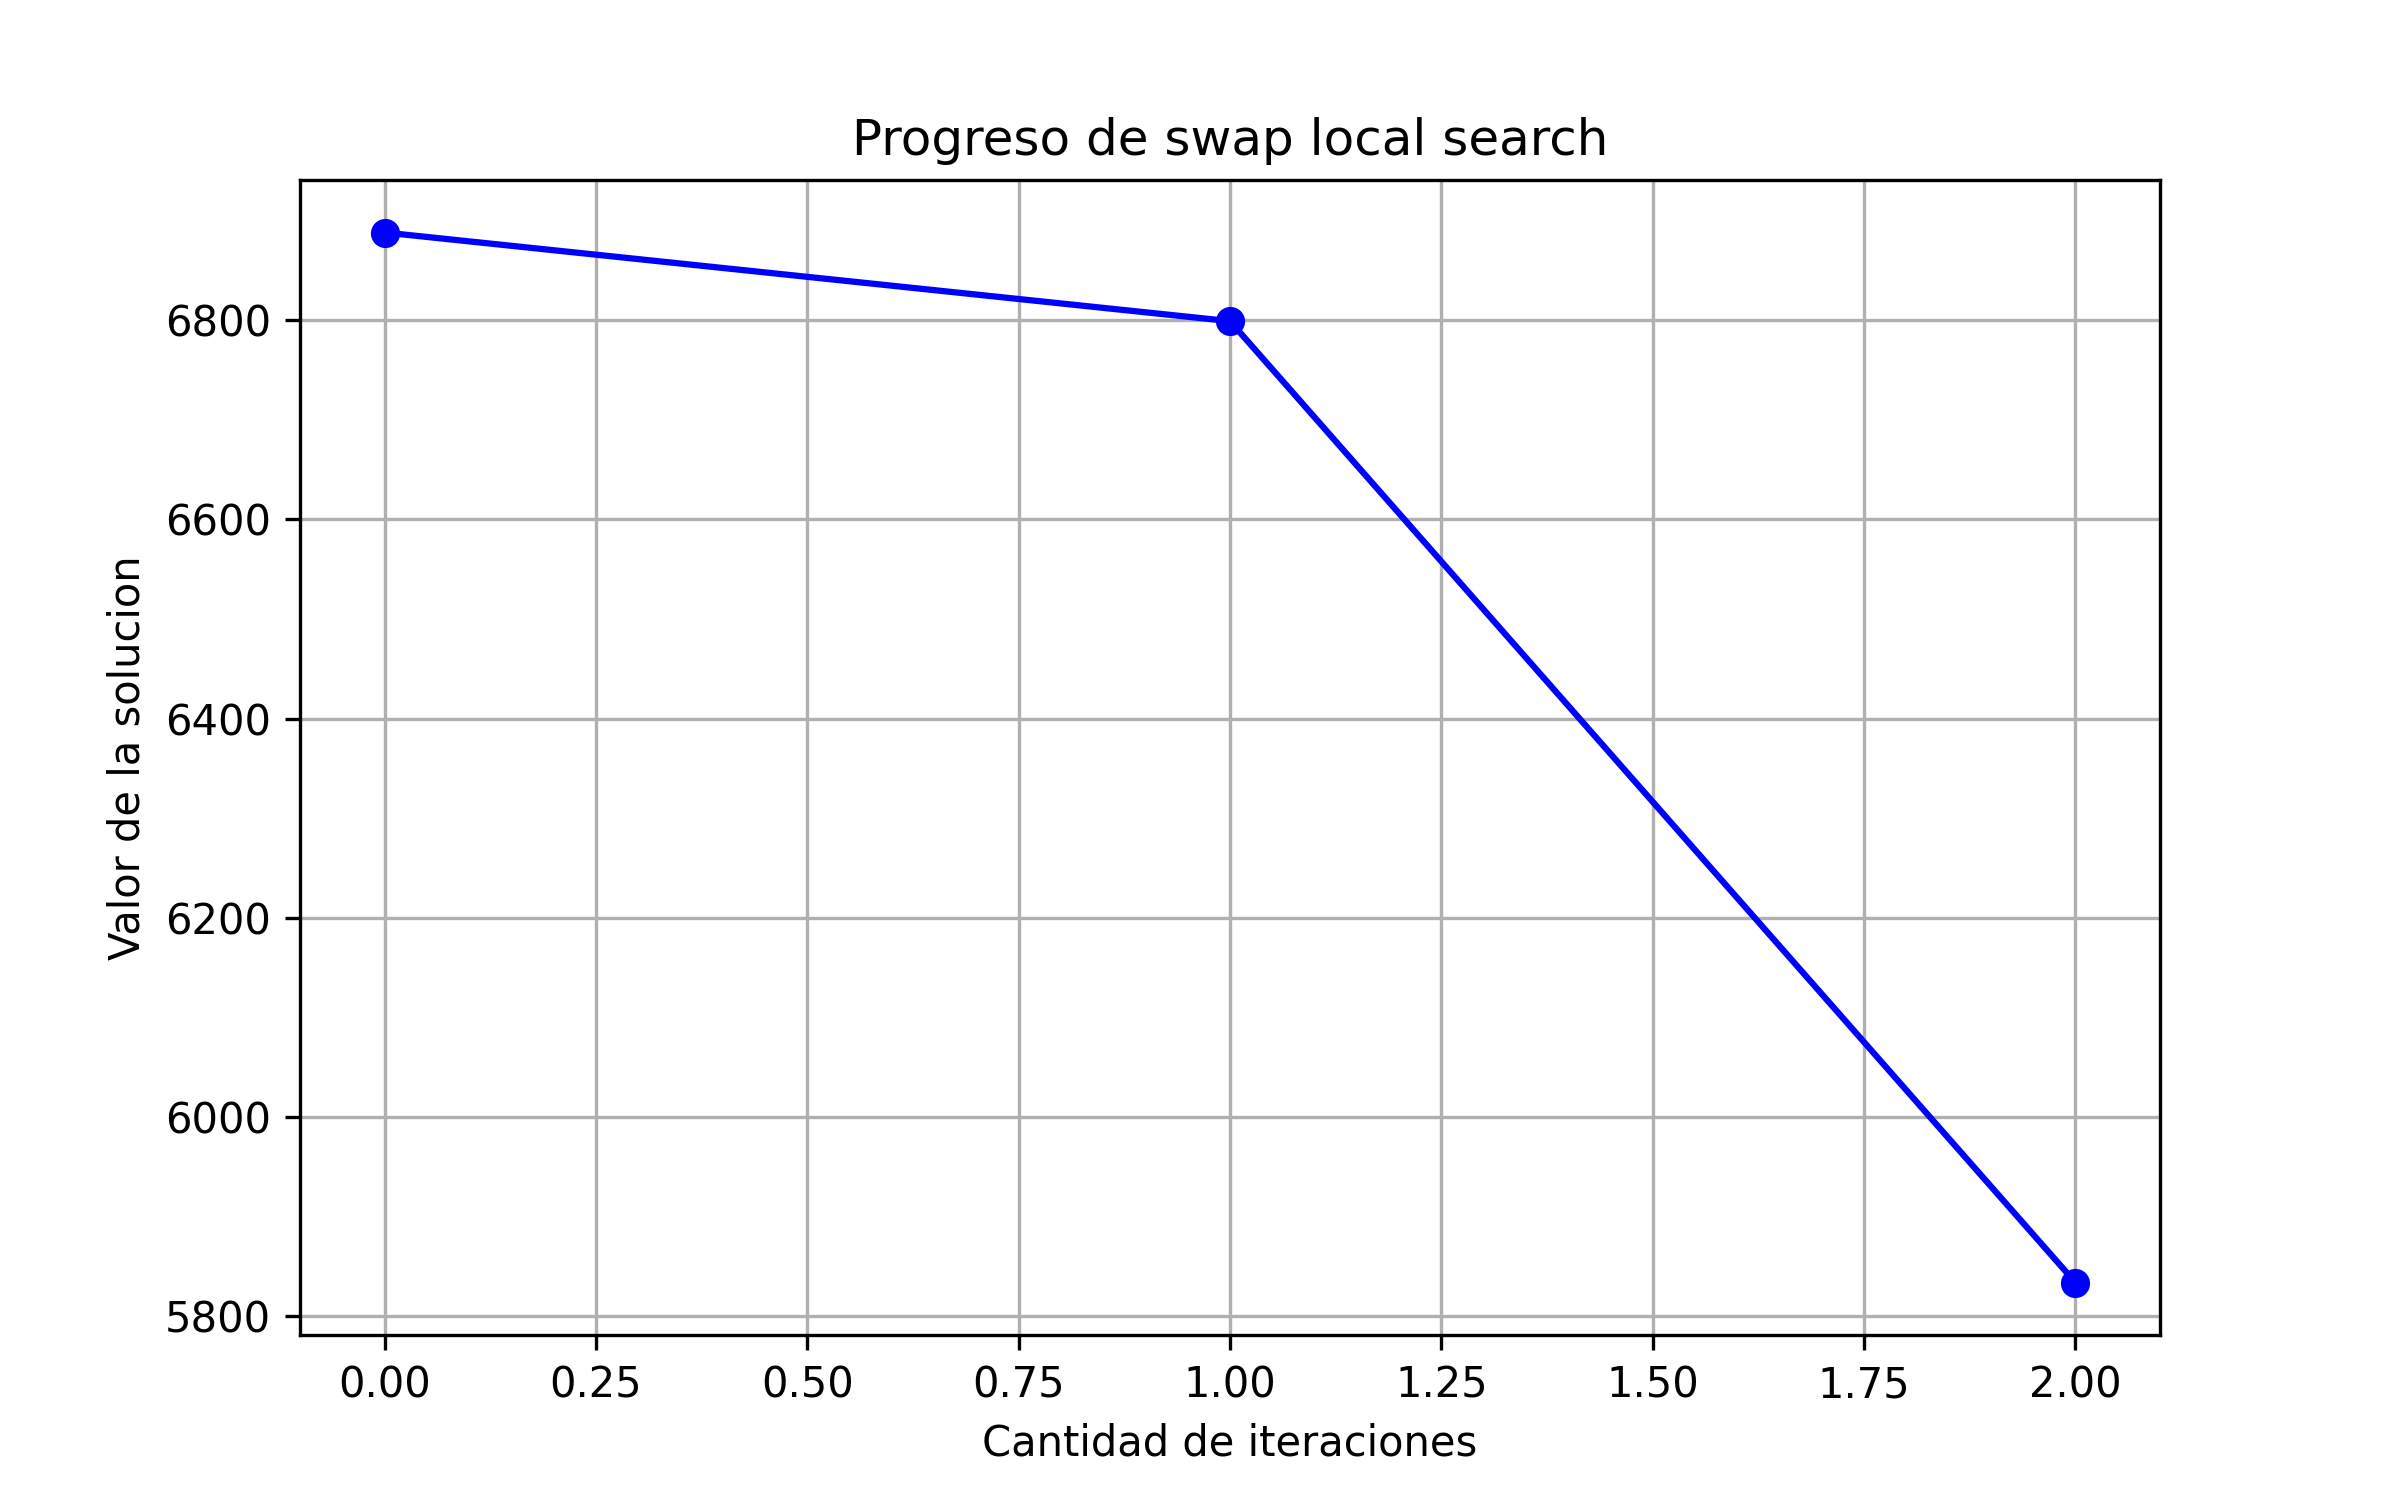 Progreso de swap local search
Valor de la solucion
6800
6600
6400
6200
6000
5800
0.00 0.25 0.50 0.75 1.00 1.25 1.50 1.75 2.00
Cantidad de iteraciones